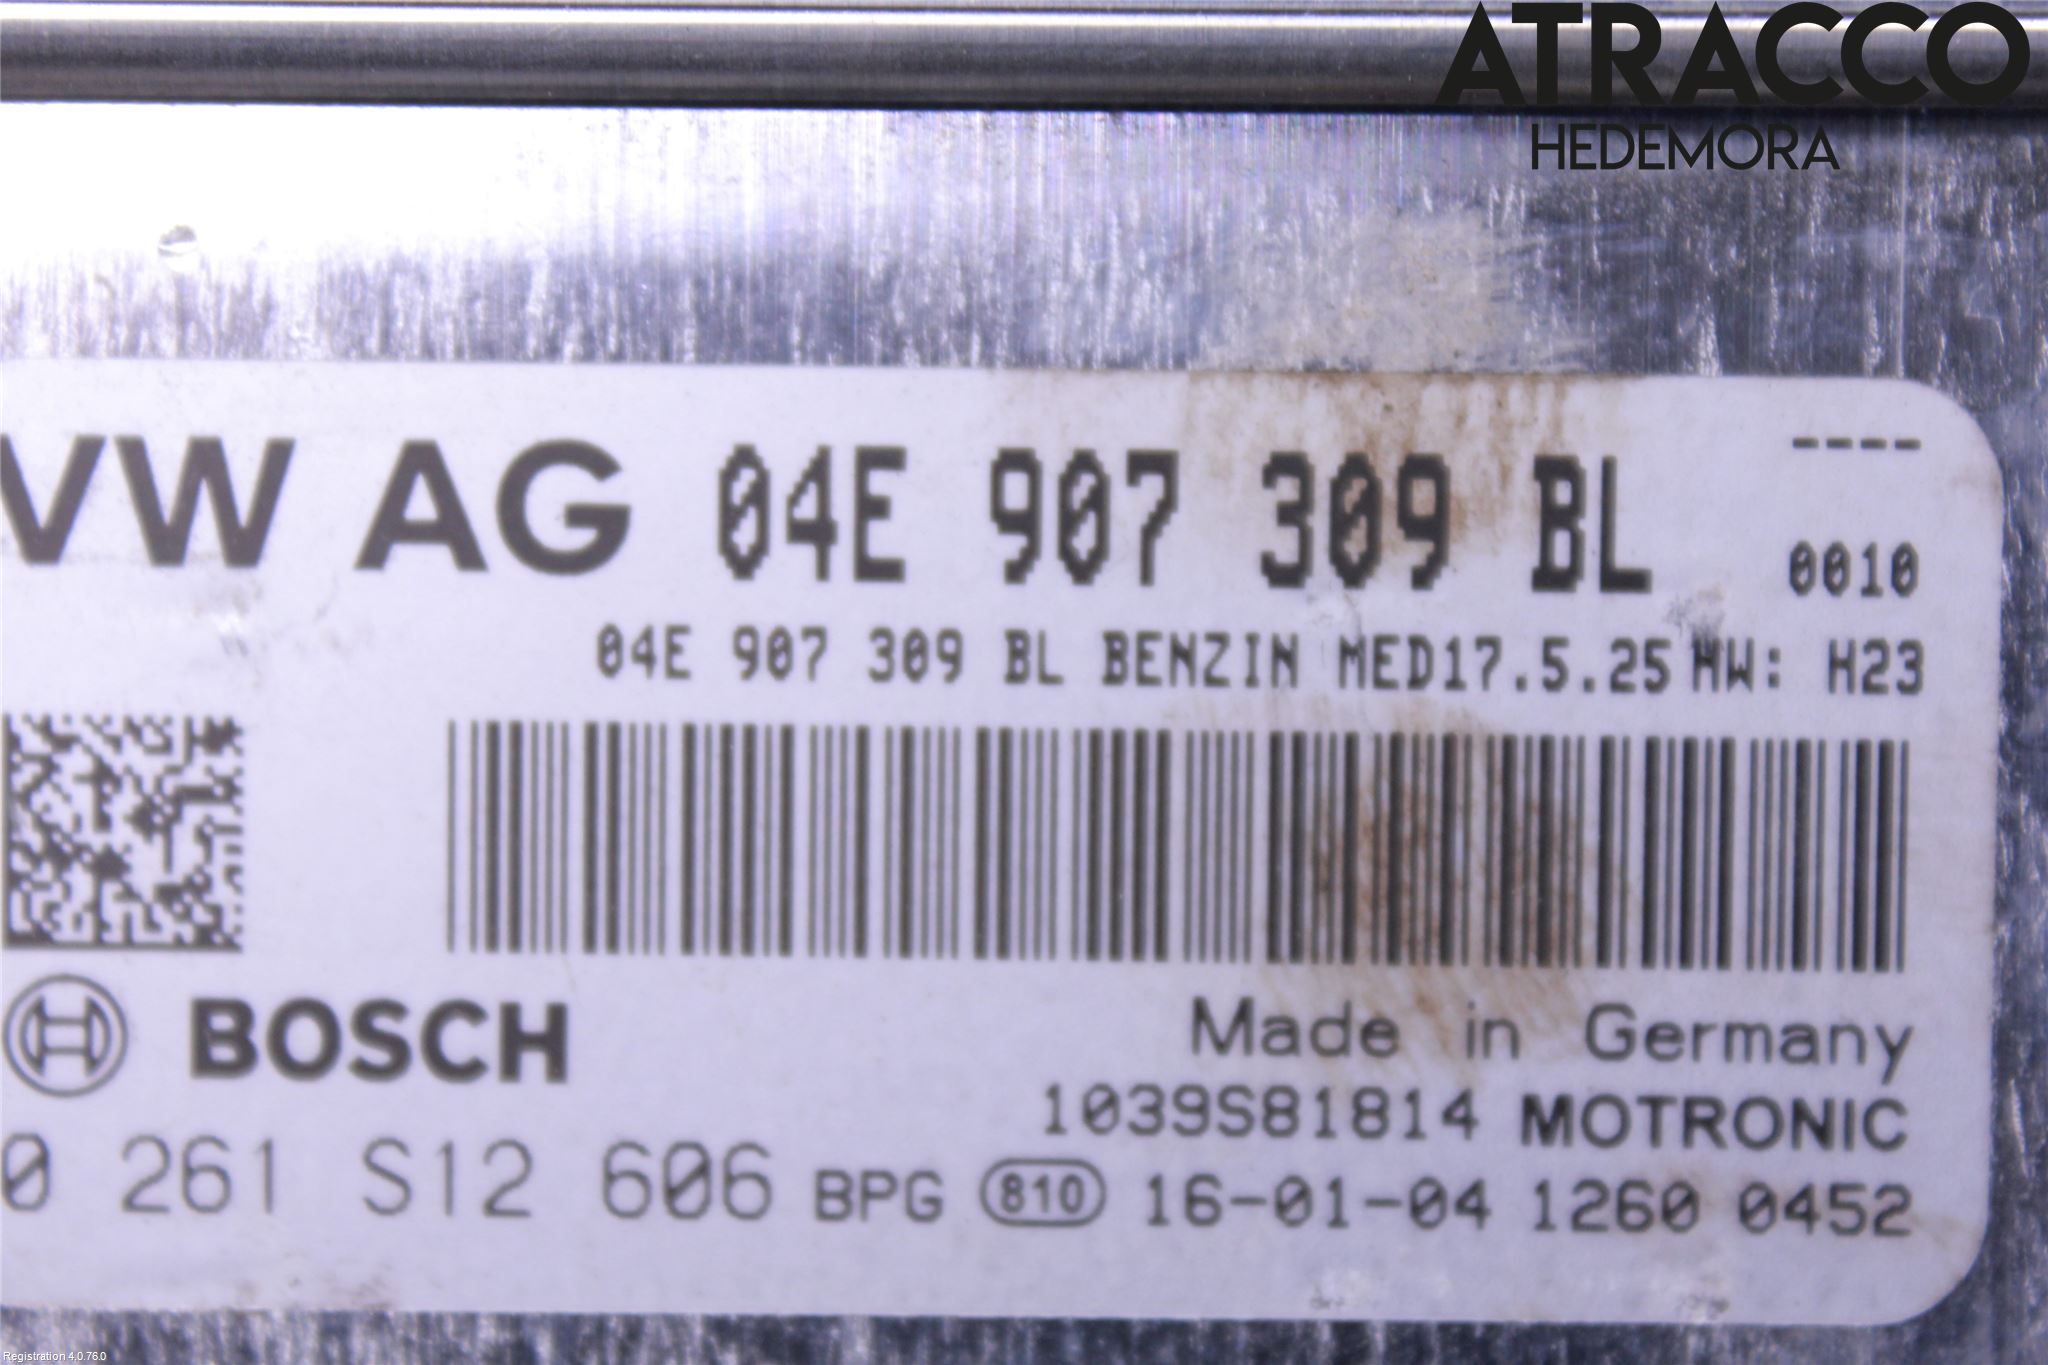 ATRACCO
HEDEMORA
VW AG 04E 907 309 BL
----
0010
04E 907 309 BL BENZIN MED17.5.25 HW: H23
BOSCH
Made in Germany
1039S81814 MOTRONIC
0 261 S12 606 BPG 810 16-01-04 1260 0452
Registration 4.0.76.0